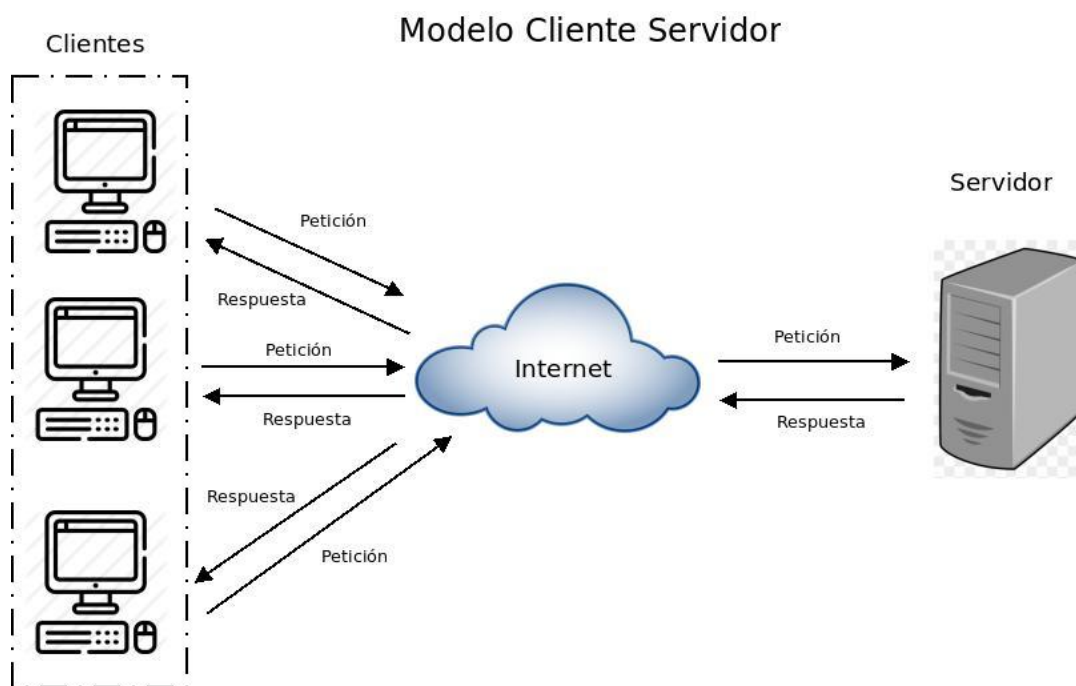 Modelo Cliente Servidor
Clientes
Servidor
Petición
Respuesta
Petición
Respuesta
Respuesta
Petición
Internet
Petición
Respuesta